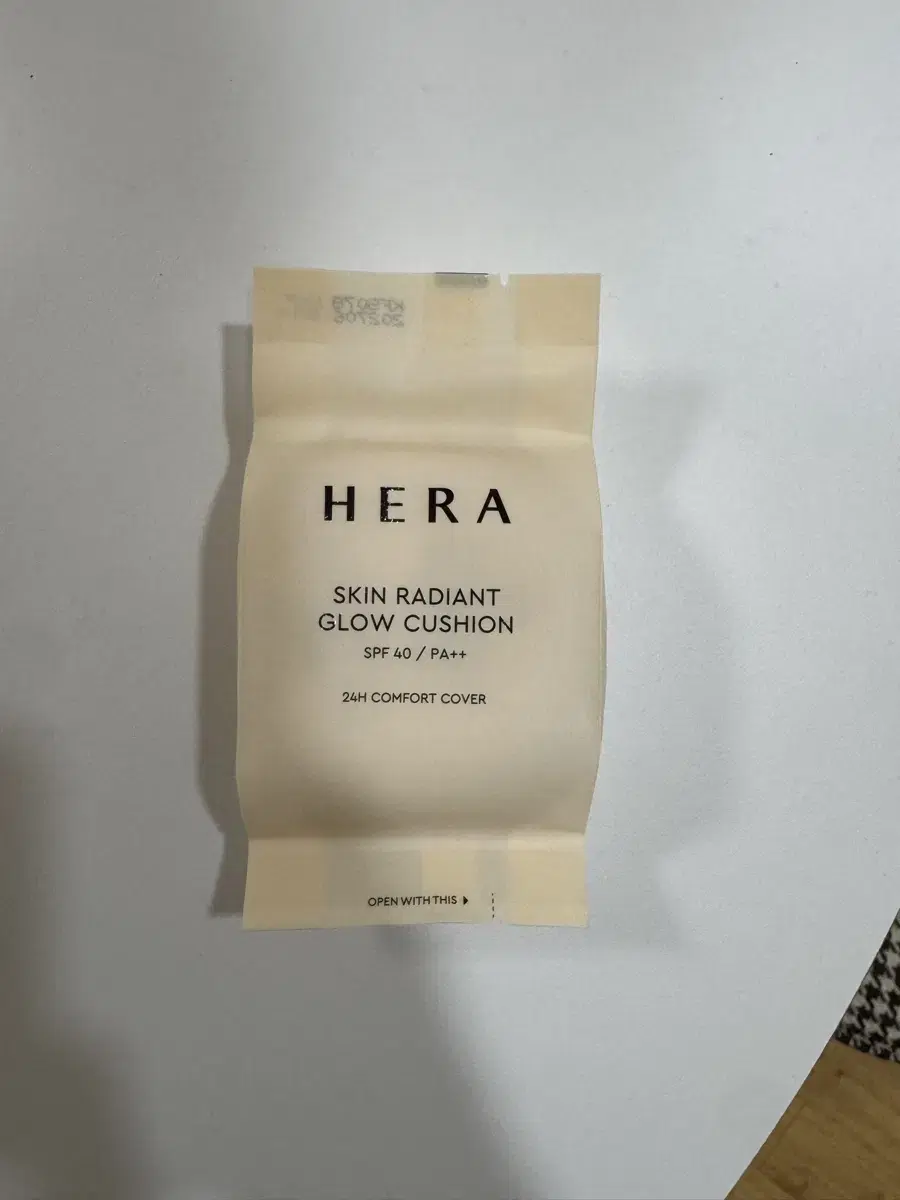 HERA
SKIN RADIANT
GLOW CUSHION
SPF 40 / PA++
24H COMFORT COVER
OPEN WITH THIS